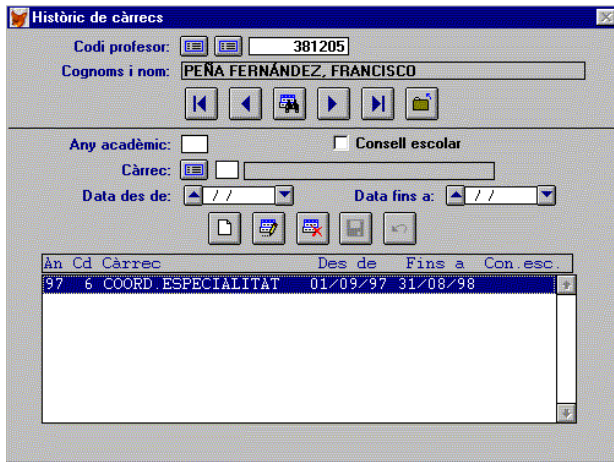 Històric de càrrecs
Codi profesor: 381205
Cognoms i nom: PEÑA FERNÁNDEZ, FRANCISCO
Any acadèmic: Consell escolar
Càrrec:
Data des de: / / Data fins a: / /
An Cd Càrrec Des de Fins a Con.esc.
97 6 COORD.ESPECIALITAT 01/09/97 31/08/98